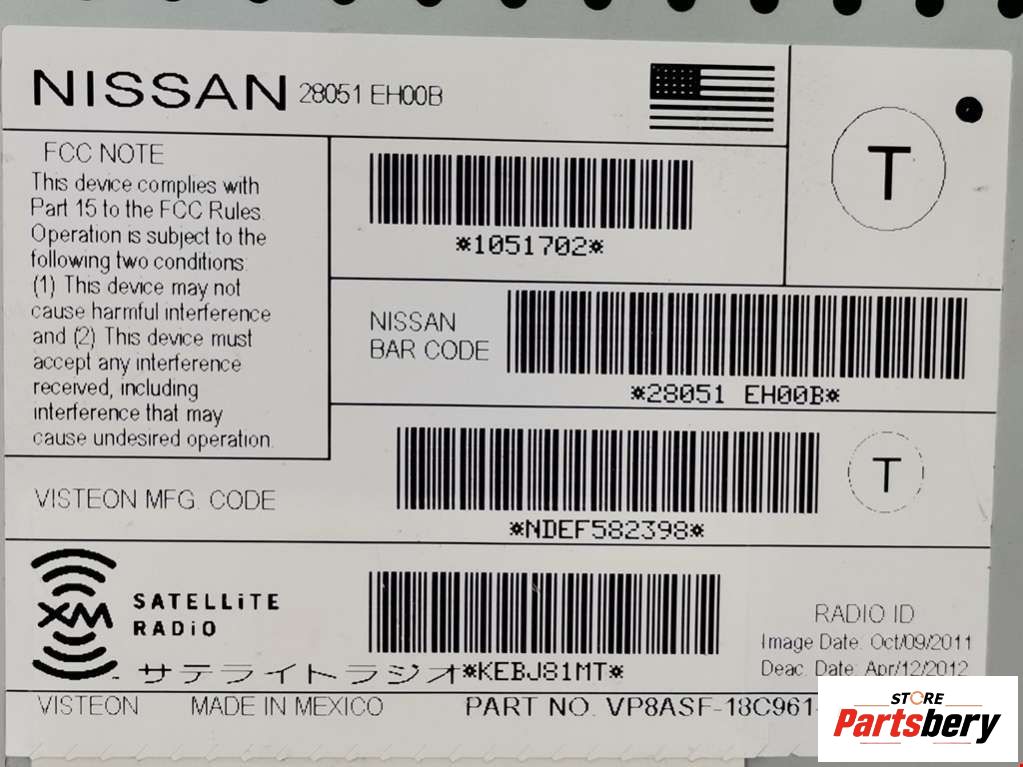 NISSAN 28051 EH00B
T
FCC NOTE
This device complies with
Part 15 to the FCC Rules.
Operation is subject to the
following two conditions
(1) This device may not
cause harmful interference
and (2) This device must
accept any interference
received, including
interference that may
cause undesired operation.
*1051702*
NISSAN
BAR CODE
*28051 EH00B*
VISTEON MFG. CODE
*NDEF582398*
T
XM SATELLiTE
RADiO
サテライトラジオ*KEBJ81MT*
RADIO ID
Image Date: Oct/09/2011
Deac. Date: Apr/12/2012
VISTEON MADE IN MEXICO PART NO. VP8ASF-18C961-
STORE
Partsbery